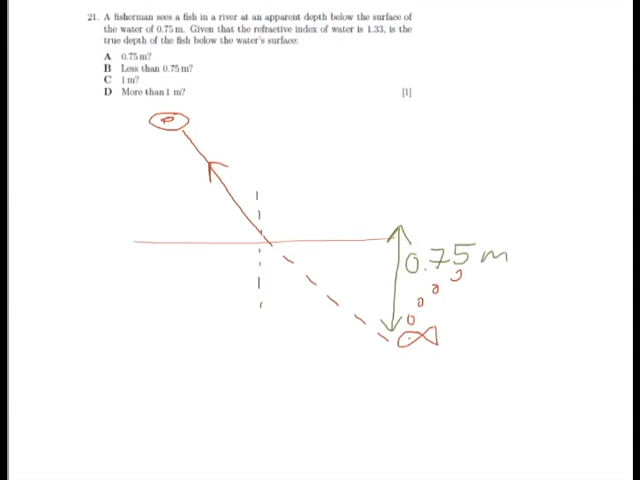 21. A fisherman sees a fish in a river at an apparent depth below the surface of
the water of 0.75 m. Given that the refractive index of water is 1.33, is the
true depth of the fish below the water's surface:
A 0.75 m?
B Less than 0.75 m?
C 1 m?
D More than 1 m?
[1]
0.75 m